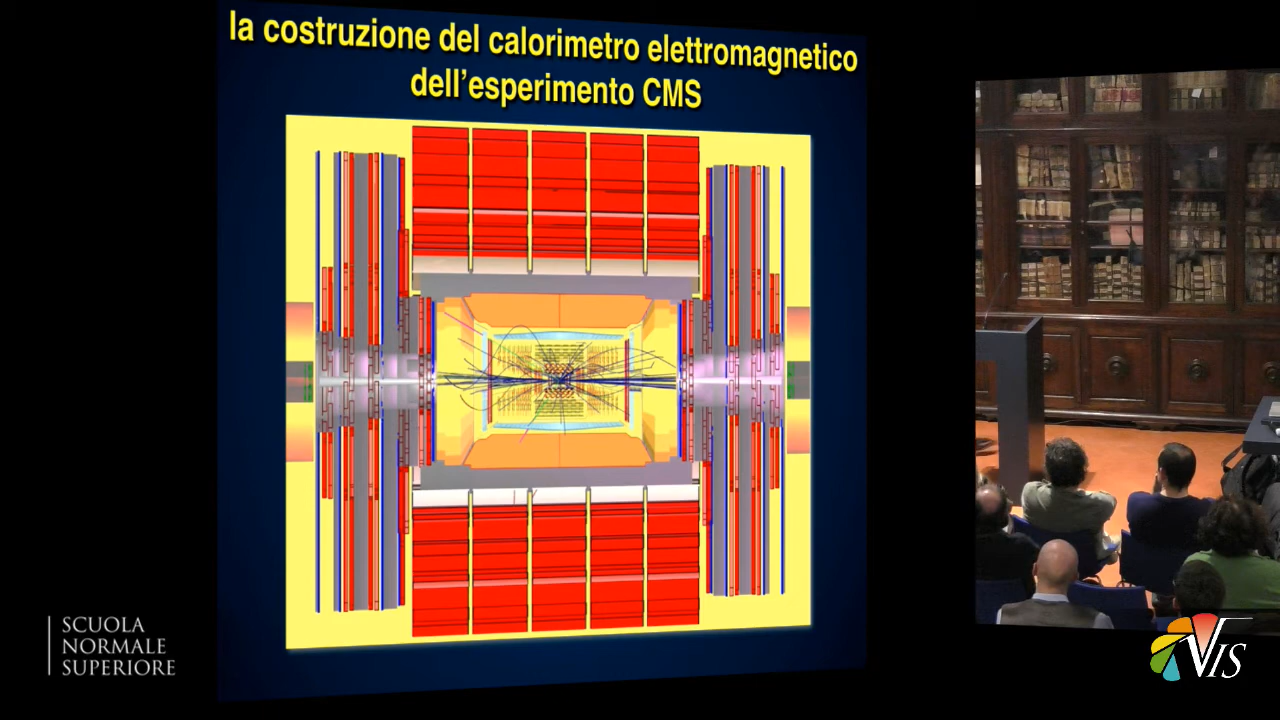 la costruzione del calorimetro elettromagnetico
dell'esperimento CMS
SCUOLA
NORMALE
SUPERIORE
VIS